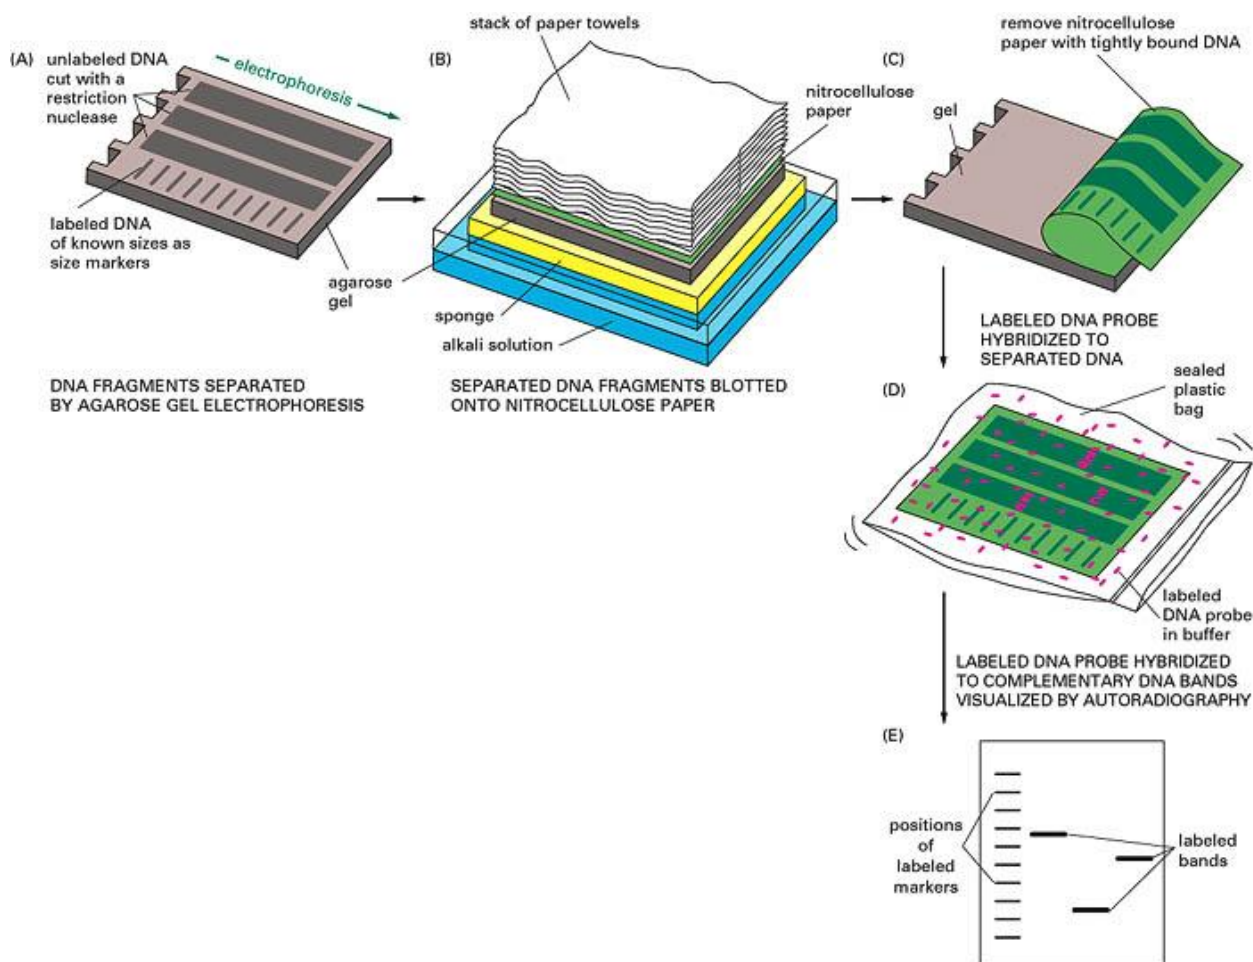 (A)
unlabeled DNA
cut with a
restriction
nuclease
electrophoresis
labeled DNA
of known sizes as
size markers
agarose
gel
DNA FRAGMENTS SEPARATED
BY AGAROSE GEL ELECTROPHORESIS
(B)
stack of paper towels
nitrocellulose
paper
sponge
alkali solution
SEPARATED DNA FRAGMENTS BLOTTED
ONTO NITROCELLULOSE PAPER
(C)
remove nitrocellulose
paper with tightly bound DNA
gel
LABELED DNA PROBE
HYBRIDIZED TO
SEPARATED DNA
(D)
sealed
plastic
bag
labeled
DNA probe
in buffer
LABELED DNA PROBE HYBRIDIZED
TO COMPLEMENTARY DNA BANDS
VISUALIZED BY AUTORADIOGRAPHY
(E)
positions
of
labeled
markers
labeled
bands